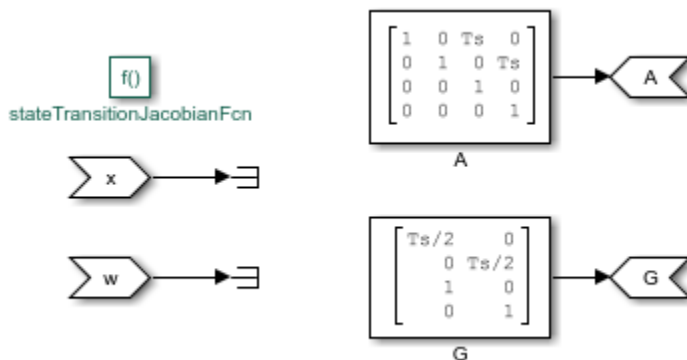 f()
stateTransitionJacobianFcn
x
w
1 0 Ts 0
0 1 0 Ts
0 0 1 0
0 0 0 1
A
A
Ts/2 0
0 Ts/2
1 0
0 1
G
G